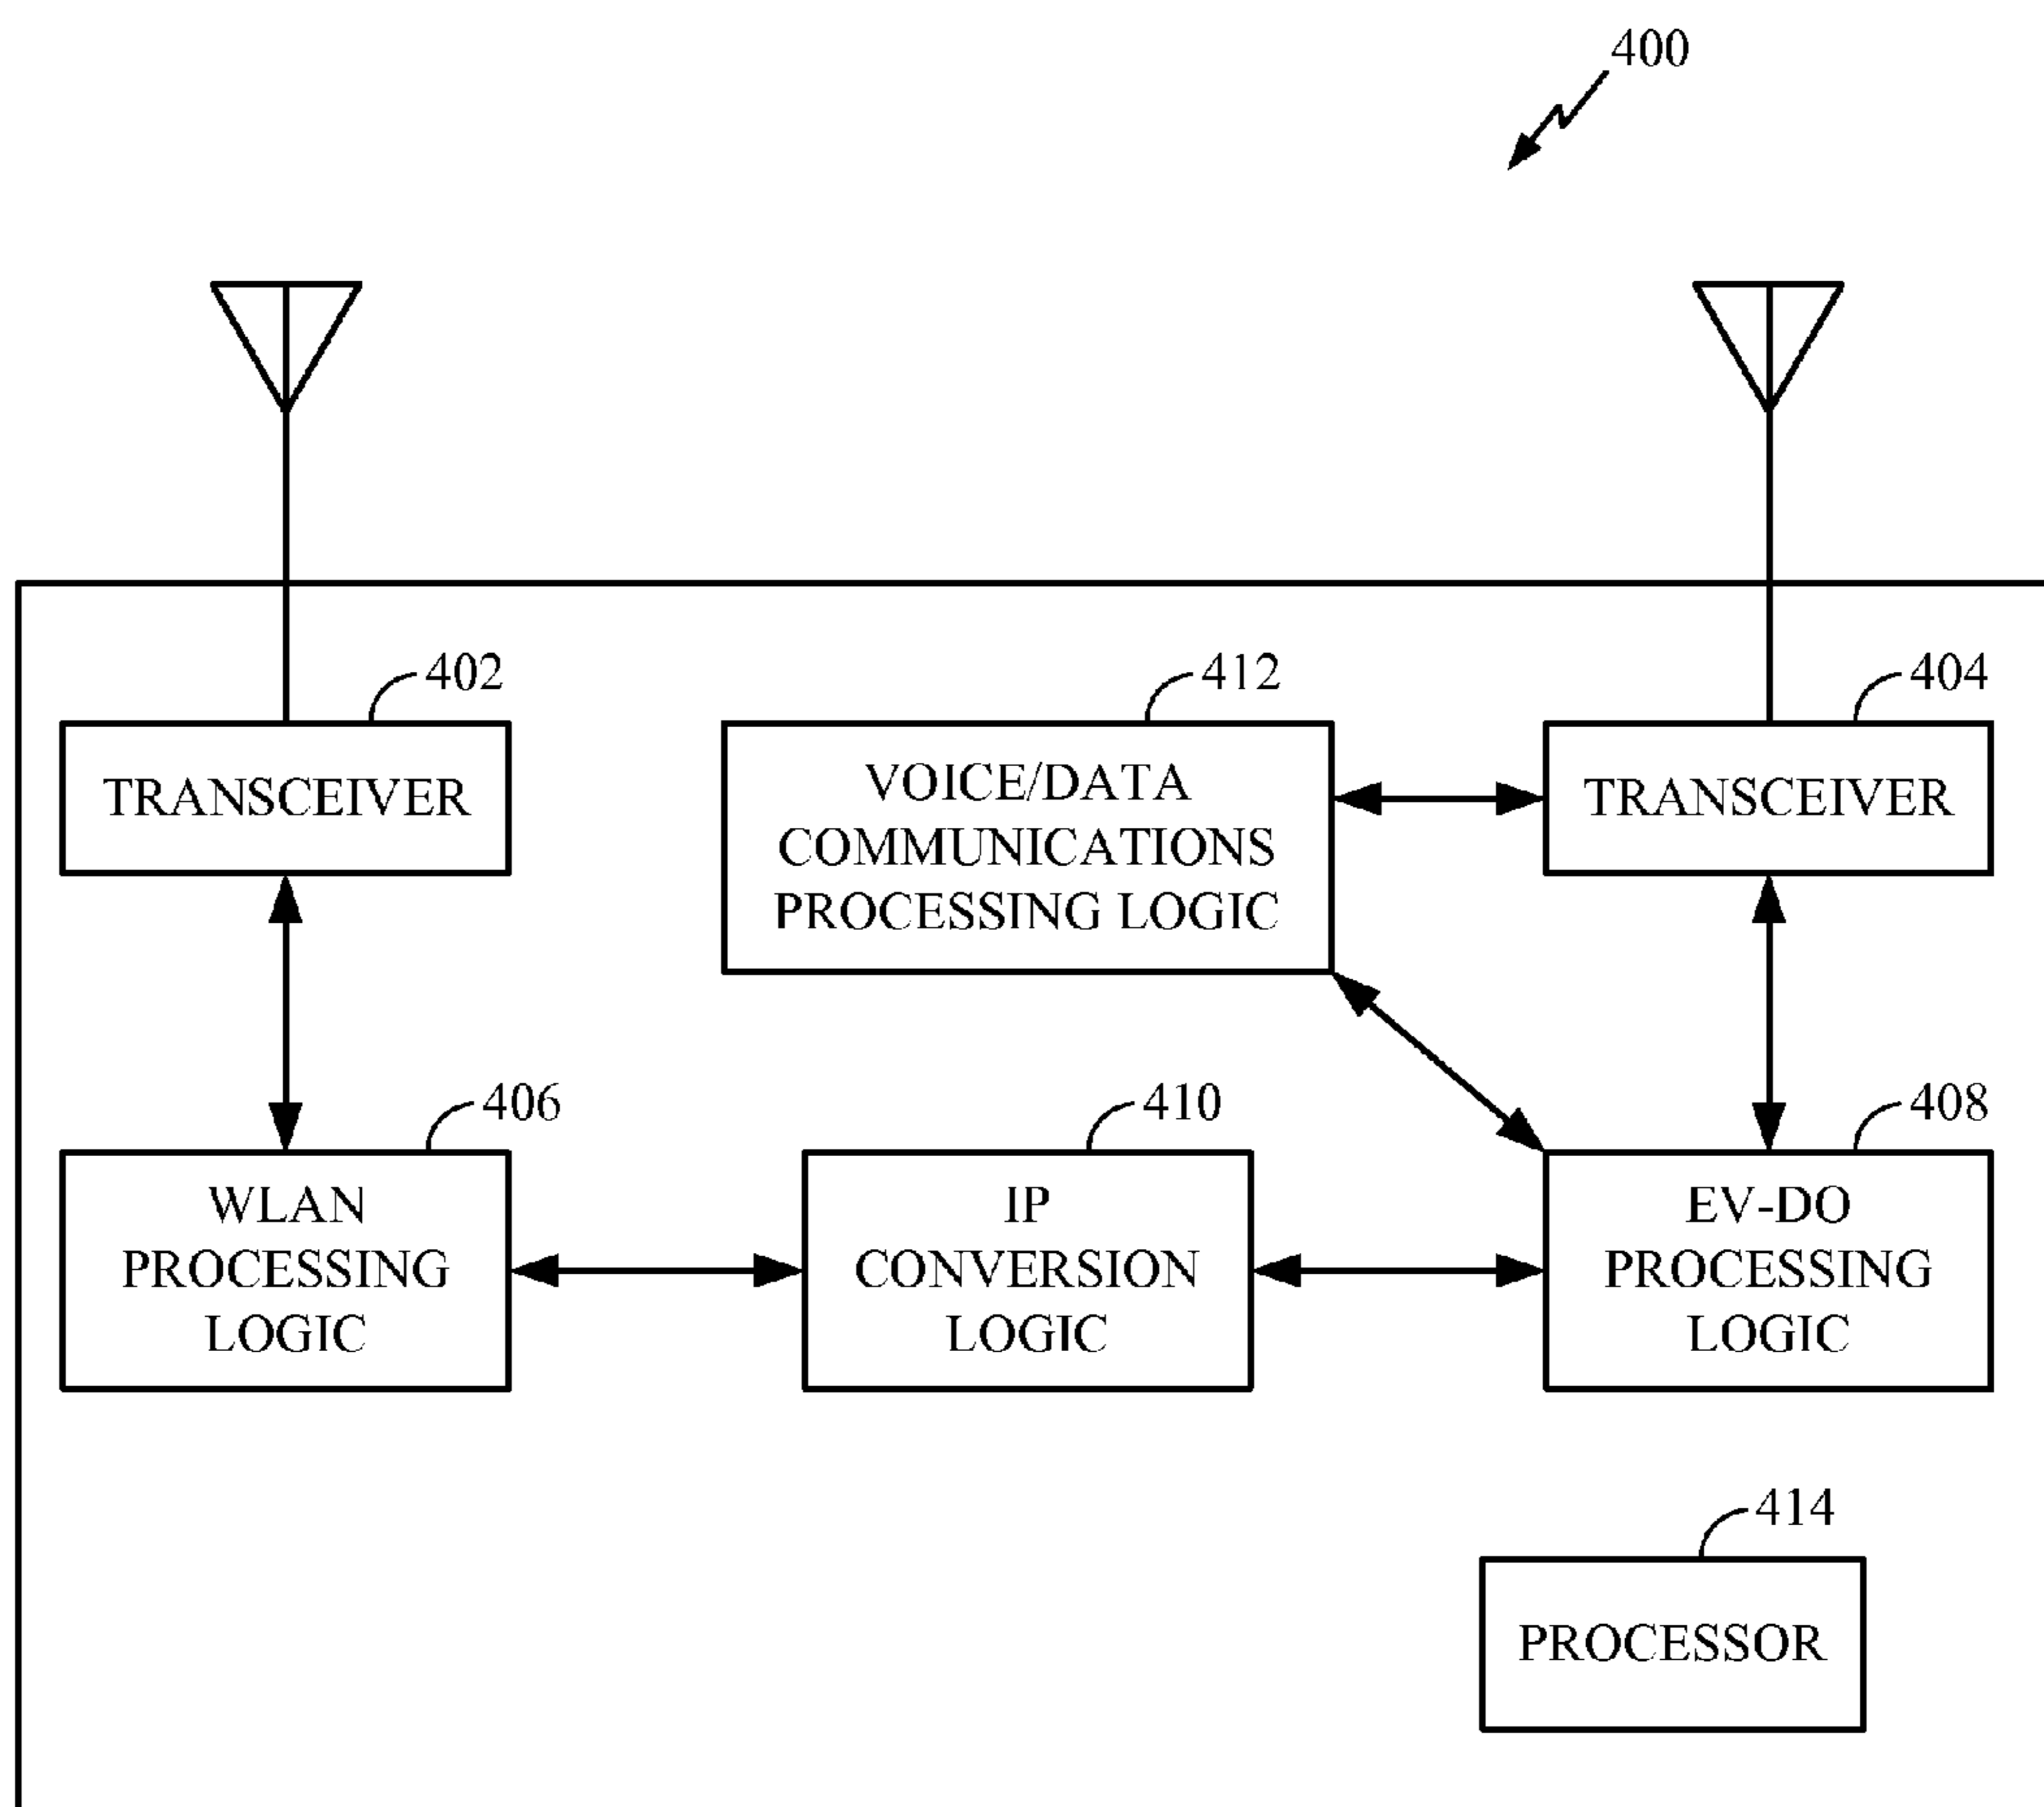 400
402
412
404
TRANSCEIVER
VOICE/DATA
COMMUNICATIONS
PROCESSING LOGIC
TRANSCEIVER
406
410
408
WLAN
PROCESSING
LOGIC
IP
CONVERSION
LOGIC
EV-DO
PROCESSING
LOGIC
414
PROCESSOR